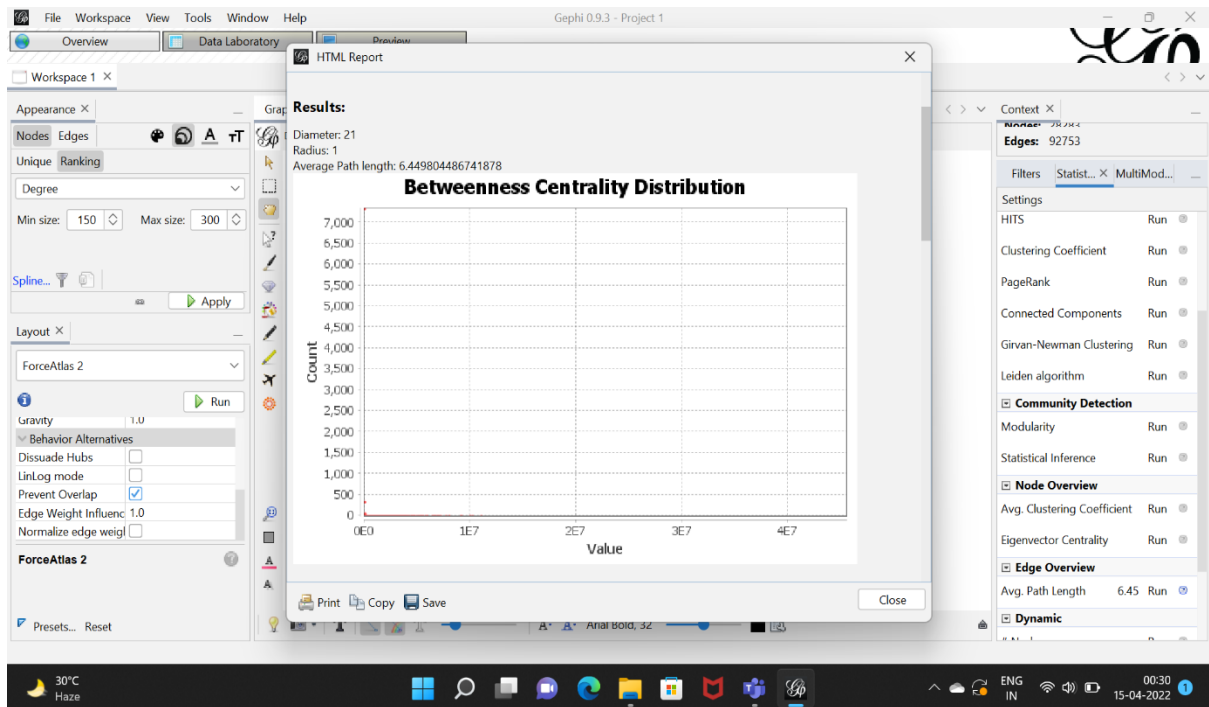 File Workspace View Tools Window Help
Gephi 0.9.3 - Project 1
Overview
Data Laboratory
Preview
Workspace 1
HTML Report
Appearance
Nodes Edges
T
Unique Ranking
Degree
Min size: 150 Max size: 300
Spline...
Apply
Layout
ForceAtlas 2
Run
Gravity 1.0
Behavior Alternatives
Dissuade Hubs
LinLog mode
Prevent Overlap
Edge Weight Influenc 1.0
Normalize edge weigl
ForceAtlas 2
Presets... Reset
Grap
Results:
Diameter: 21
Radius: 1
Average Path length: 6.449804486741878
Betweenness Centrality Distribution
Count
7,000
6,500
6,000
5,500
5,000
4,500
4,000
3,500
3,000
2,500
2,000
1,500
1,000
500
0
0E0 1E7 2E7 3E7 4E7
Value
Print Copy Save
Close
Arial Bold, 32
Context
Edges: 92753
Filters Statist... MultiMod...
Settings
HITS Run
Clustering Coefficient Run
PageRank Run
Connected Components Run
Girvan-Newman Clustering Run
Leiden algorithm Run
Community Detection
Modularity Run
Statistical Inference Run
Node Overview
Avg. Clustering Coefficient Run
Eigenvector Centrality Run
Edge Overview
Avg. Path Length 6.45 Run
Dynamic
30°C
Haze
ENG
IN
00:30
15-04-2022
1